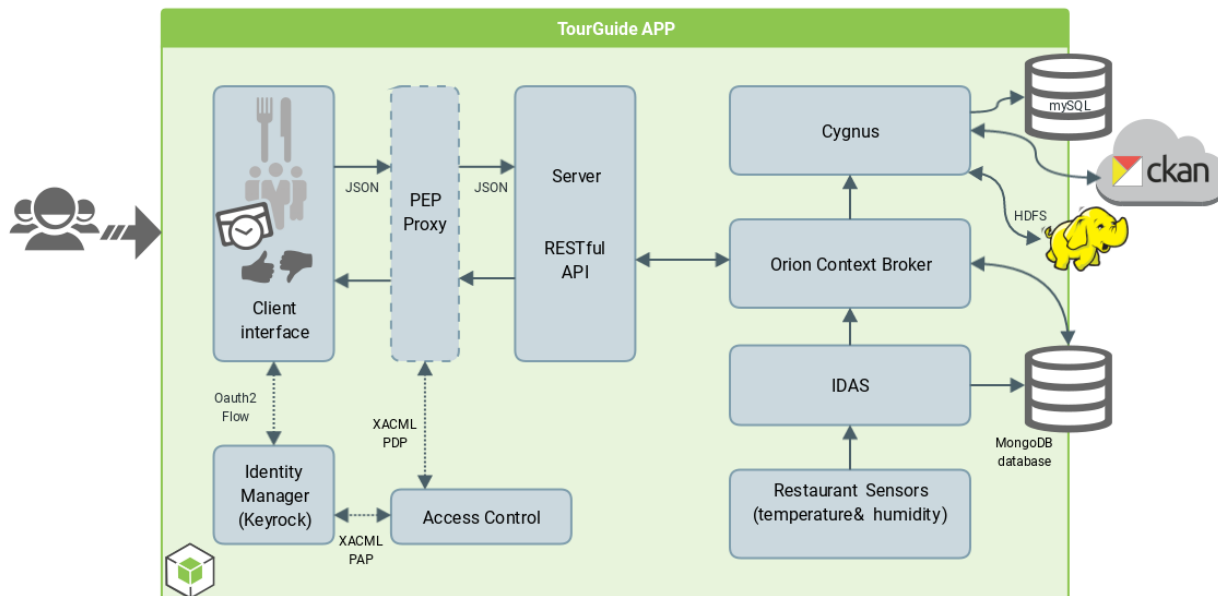 TourGuide APP
mySQL
Cygnus
ckan
JSON
JSON
PEP
Proxy
Server
RESTful
API
HDFS
Orion Context Broker
Client
interface
IDAS
Oauth2
Flow
XACML
PDP
MongoDB
database
Identity
Manager
(Keyrock)
Access Control
XACML
PAP
Restaurant Sensors
(temperature& humidity)